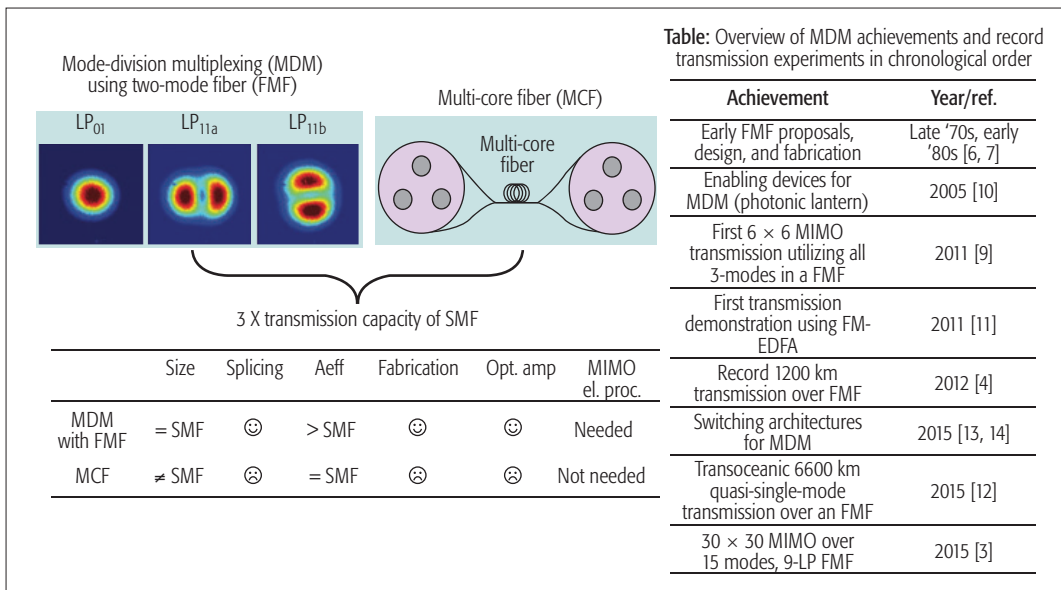 Mode-division multiplexing (MDM)
using two-mode fiber (FMF)
LP01 LP11a LP11b
Multi-core fiber (MCF)
Multi-core
fiber
3 X transmission capacity of SMF
Size Splicing Aeff Fabrication Opt. amp MIMO
el. proc.
MDM
with FMF = SMF ☺ > SMF ☺ ☺ Needed
MCF ≠ SMF ☹ = SMF ☹ ☹ Not needed
Table: Overview of MDM achievements and record
transmission experiments in chronological order
Achievement Year/ref.
Early FMF proposals,
design, and fabrication
Late ‘70s, early
‘80s [6, 7]
Enabling devices for
MDM (photonic lantern)
2005 [10]
First 6 × 6 MIMO
transmission utilizing all
3-modes in a FMF
2011 [9]
First transmission
demonstration using FM-
EDFA
2011 [11]
Record 1200 km
transmission over FMF
2012 [4]
Switching architectures
for MDM
2015 [13, 14]
Transoceanic 6600 km
quasi-single-mode
transmission over an FMF
2015 [12]
30 × 30 MIMO over
15 modes, 9-LP FMF
2015 [3]